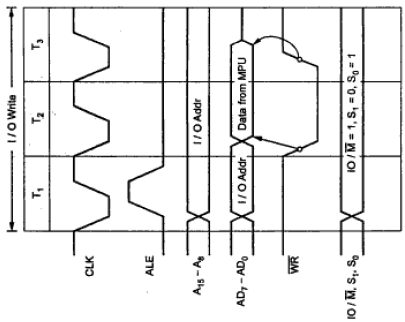 I / O Write
T1 T2 T3
CLK
ALE
A15 – A8 I / O Addr
AD7 – AD0 I / O Addr Data from MPU
W̅R̅
IO / M̅, S1, S0 IO / M̅ = 1, S1 = 0, S0 = 1